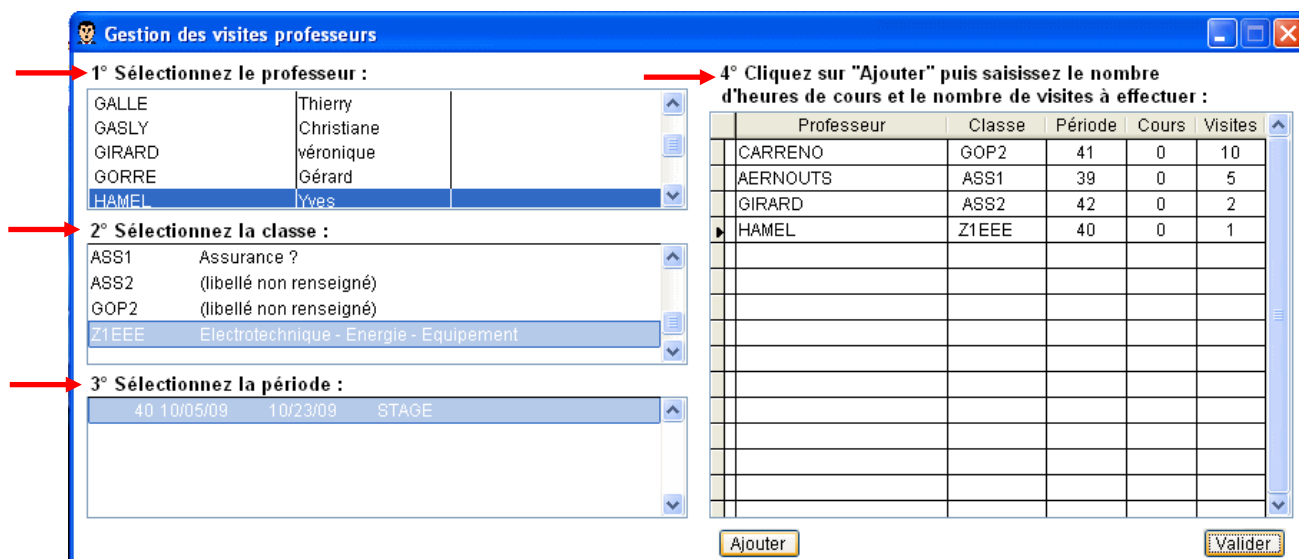 Gestion des visites professeurs
1° Sélectionnez le professeur :
GALLE Thierry
GASLY Christiane
GIRARD véronique
GORRE Gérard
HAMEL Yves
2° Sélectionnez la classe :
ASS1 Assurance ?
ASS2 (libellé non renseigné)
GOP2 (libellé non renseigné)
Z1EEE Electrotechnique - Energie - Equipement
3° Sélectionnez la période :
40 10/05/09 10/23/09 STAGE
4° Cliquez sur "Ajouter" puis saisissez le nombre
d'heures de cours et le nombre de visites à effectuer :
Professeur Classe Période Cours Visites
CARRENO GOP2 41 0 10
AERNOUTS ASS1 39 0 5
GIRARD ASS2 42 0 2
HAMEL Z1EEE 40 0 1
Ajouter Valider